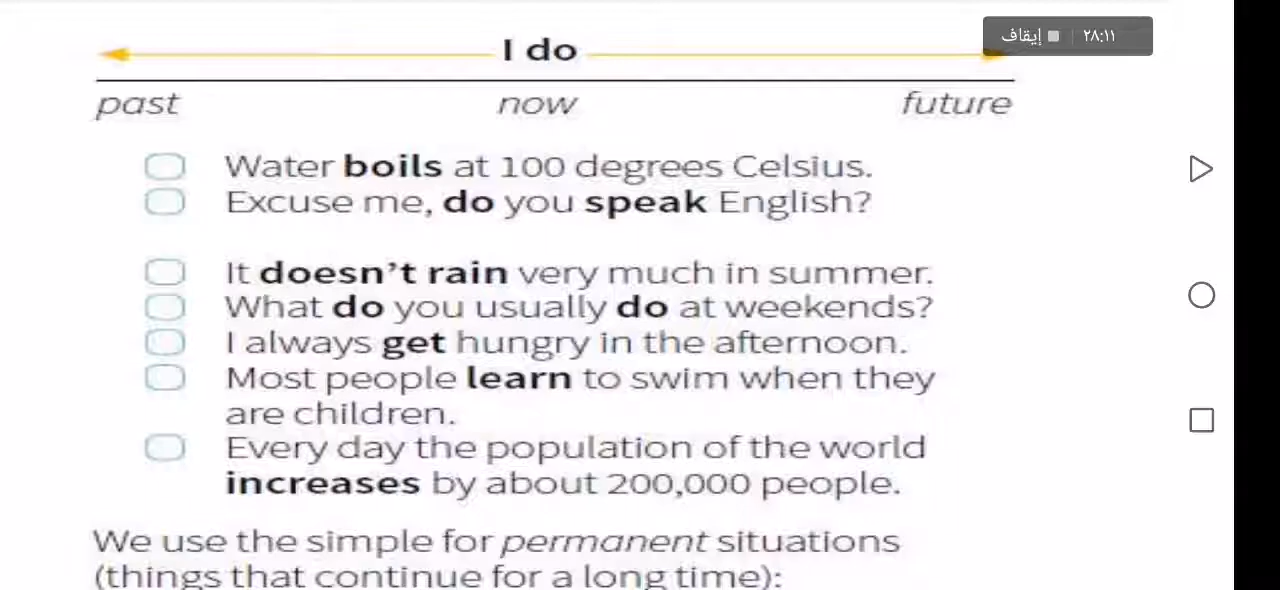 I do
٢٨:١١ إيقاف
past now future
Water boils at 100 degrees Celsius.
Excuse me, do you speak English?
It doesn't rain very much in summer.
What do you usually do at weekends?
I always get hungry in the afternoon.
Most people learn to swim when they
are children.
Every day the population of the world
increases by about 200,000 people.
We use the simple for permanent situations
(things that continue for a long time):